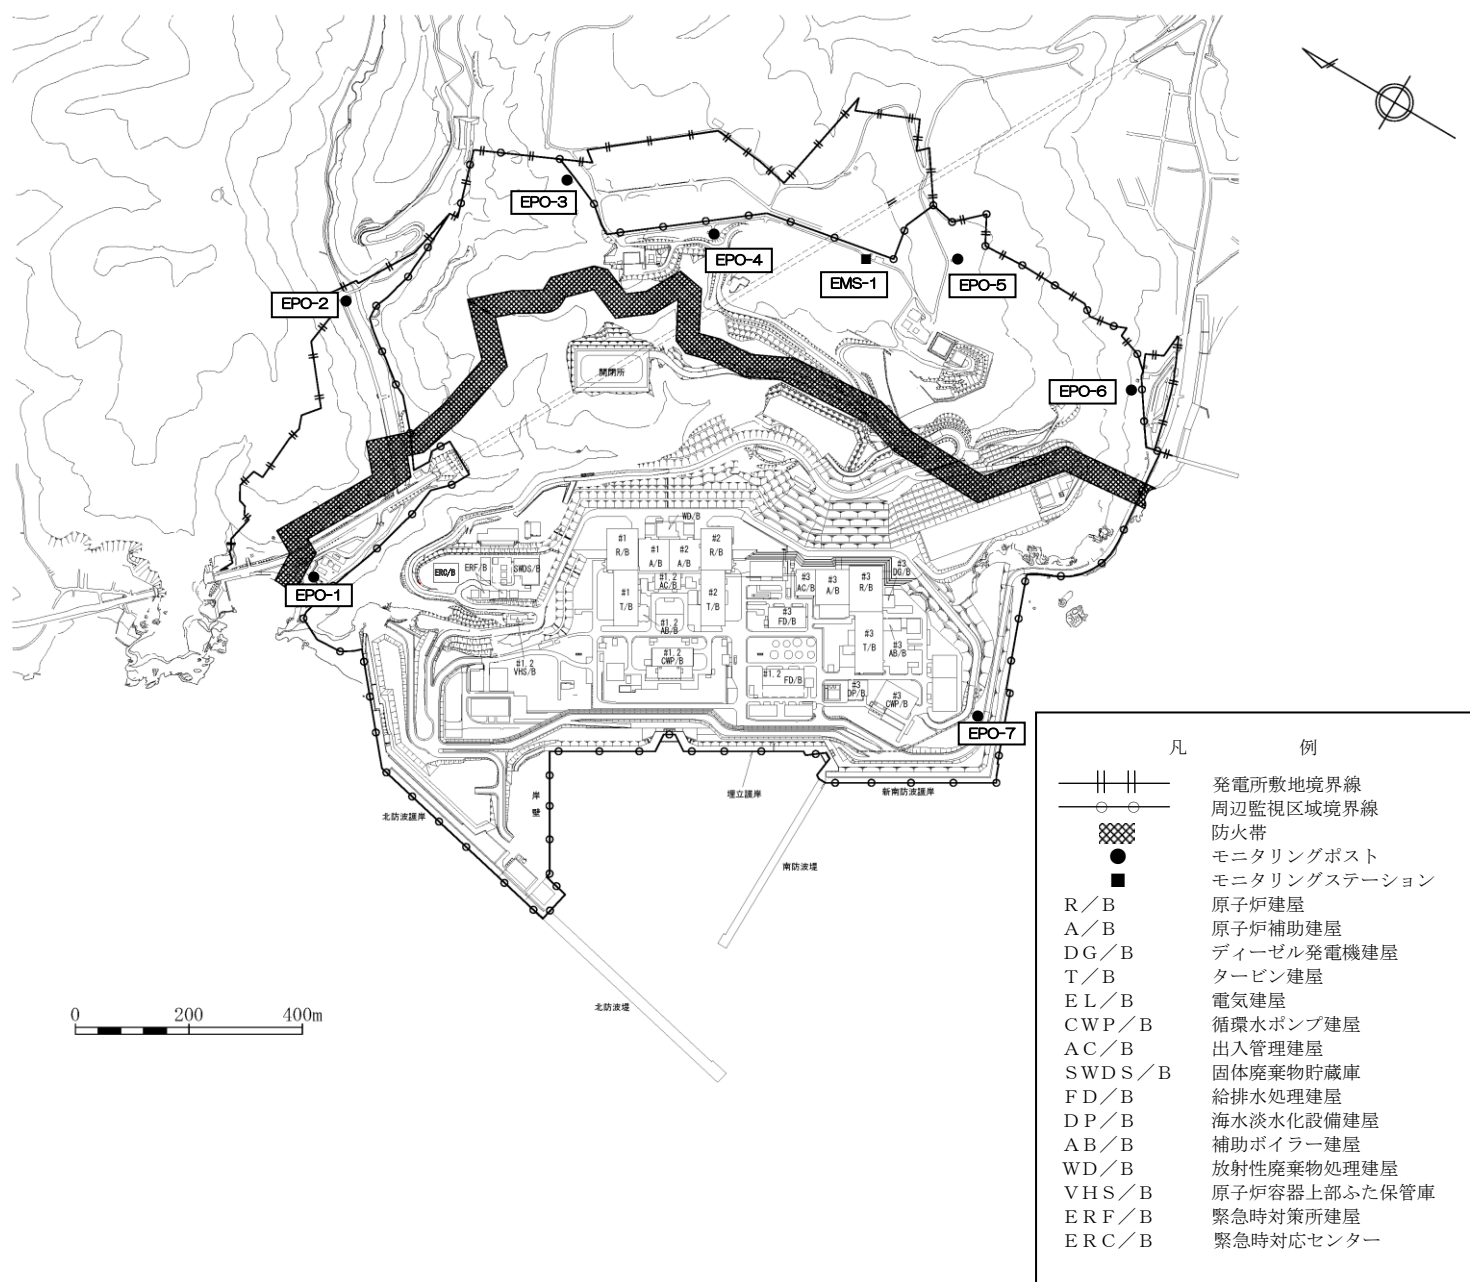 EPO-3
EPO-4
EMS-1
EPO-5
EPO-2
開閉所
EPO-6
WD/B
#1
R/B
#1
A/B
#2
A/B
#2
R/B
ERC/B
ERF/B
SWDS/B
#1,2
AC/B
#3
AC/B
#3
A/B
#3
R/B
#3
DG/B
EPO-1
#1
T/B
#2
T/B
#3
FD/B
#1,2
AB/B
#3
T/B
#3
AB/B
#1,2
VHS/B
#1,2
CWP/B
#1,2
FD/B
#3
DP/B
#3
CWP/B
EPO-7
岸
壁
埋立護岸
新南防波護岸
北防波護岸
南防波堤
北防波堤
0 200 400m
凡 例
発電所敷地境界線
周辺監視区域境界線
防火帯
モニタリングポスト
モニタリングステーション
R/B 原子炉建屋
A/B 原子炉補助建屋
DG/B ディーゼル発電機建屋
T/B タービン建屋
EL/B 電気建屋
CWP/B 循環水ポンプ建屋
AC/B 出入管理建屋
SWDS/B 固体廃棄物貯蔵庫
FD/B 給排水処理建屋
DP/B 海水淡水化設備建屋
AB/B 補助ボイラー建屋
WD/B 放射性廃棄物処理建屋
VHS/B 原子炉容器上部ふた保管庫
ERF/B 緊急時対策所建屋
ERC/B 緊急時対応センター